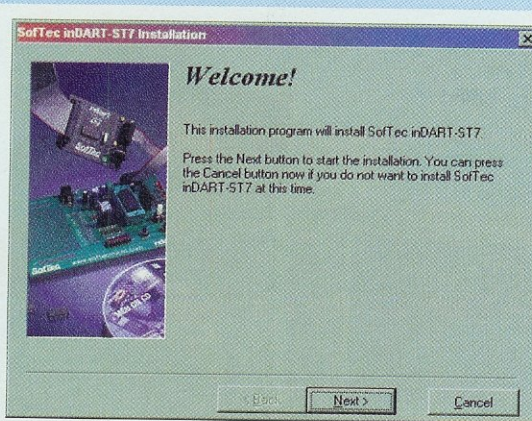 SofTec inDART-ST7 Installation
Welcome!
This installation program will install SofTec inDART-ST7.
Press the Next button to start the installation. You can press
the Cancel button now if you do not want to install SofTec
inDART-ST7 at this time.
SofTec
SofTec
< Back
Next >
Cancel